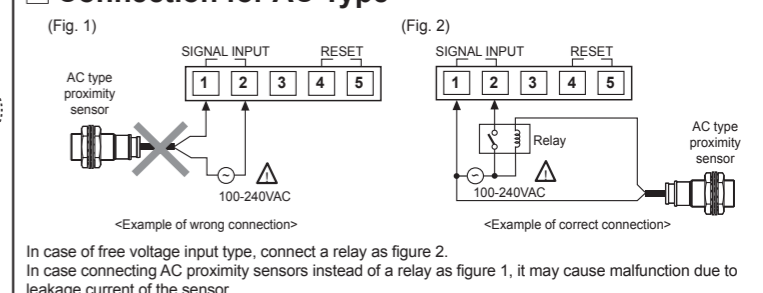 Connection for AC Type
(Fig. 1)
SIGNAL INPUT RESET
1 2 3 4 5
AC type
proximity
sensor
100-240VAC
<Example of wrong connection>
(Fig. 2)
SIGNAL INPUT RESET
1 2 3 4 5
Relay
AC type
proximity
sensor
100-240VAC
<Example of correct connection>
In case of free voltage input type, connect a relay as figure 2.
In case connecting AC proximity sensors instead of a relay as figure 1, it may cause malfunction due to
leakage current of the sensor.